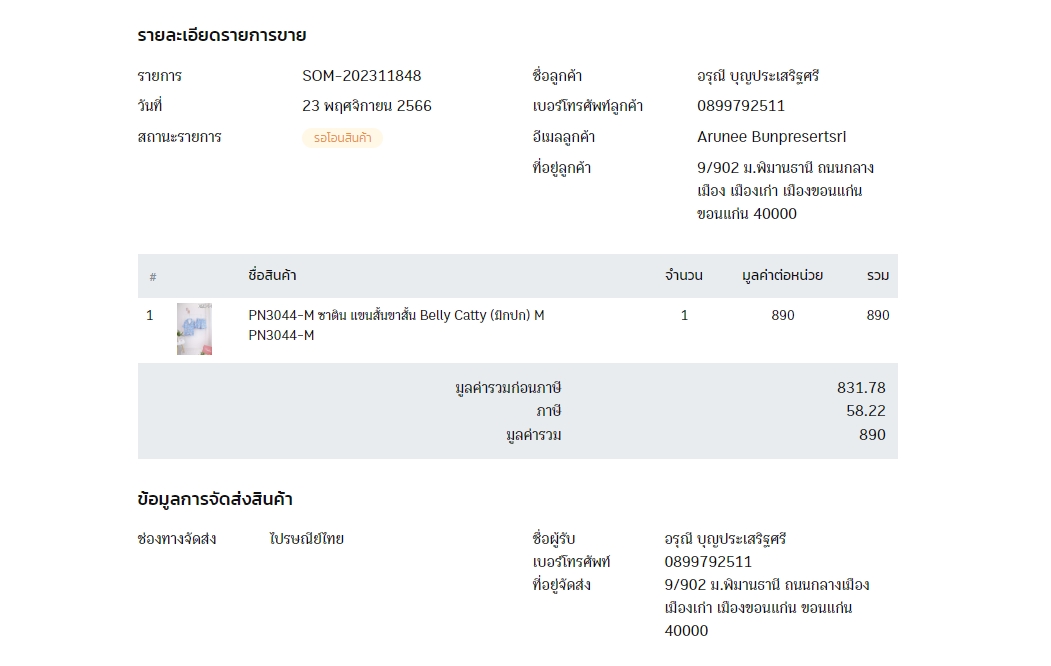 รายละเอียดรายการขาย
รายการ SOM-202311848
วันที่ 23 พฤศจิกายน 2566
สถานะรายการ รอโอนสินค้า
ชื่อลูกค้า อรุณี บุญประเสริฐศรี
เบอร์โทรศัพท์ลูกค้า 0899792511
อีเมลลูกค้า Arunee Bunpresertsrl
ที่อยู่ลูกค้า 9/902 ม.พิมานธานี ถนนกลาง
เมือง เมืองเก่า เมืองขอนแก่น
ขอนแก่น 40000
# ชื่อสินค้า จำนวน มูลค่าต่อหน่วย รวม
1 PN3044-M ซาติน แขนสั้นขาสั้น Belly Catty (มีกปก) M 1 890 890
PN3044-M
มูลค่ารวมก่อนภาษี 831.78
ภาษี 58.22
มูลค่ารวม 890
ข้อมูลการจัดส่งสินค้า
ช่องทางจัดส่ง ไปรษณีย์ไทย
ชื่อผู้รับ อรุณี บุญประเสริฐศรี
เบอร์โทรศัพท์ 0899792511
ที่อยู่จัดส่ง 9/902 ม.พิมานธานี ถนนกลางเมือง
เมืองเก่า เมืองขอนแก่น ขอนแก่น
40000